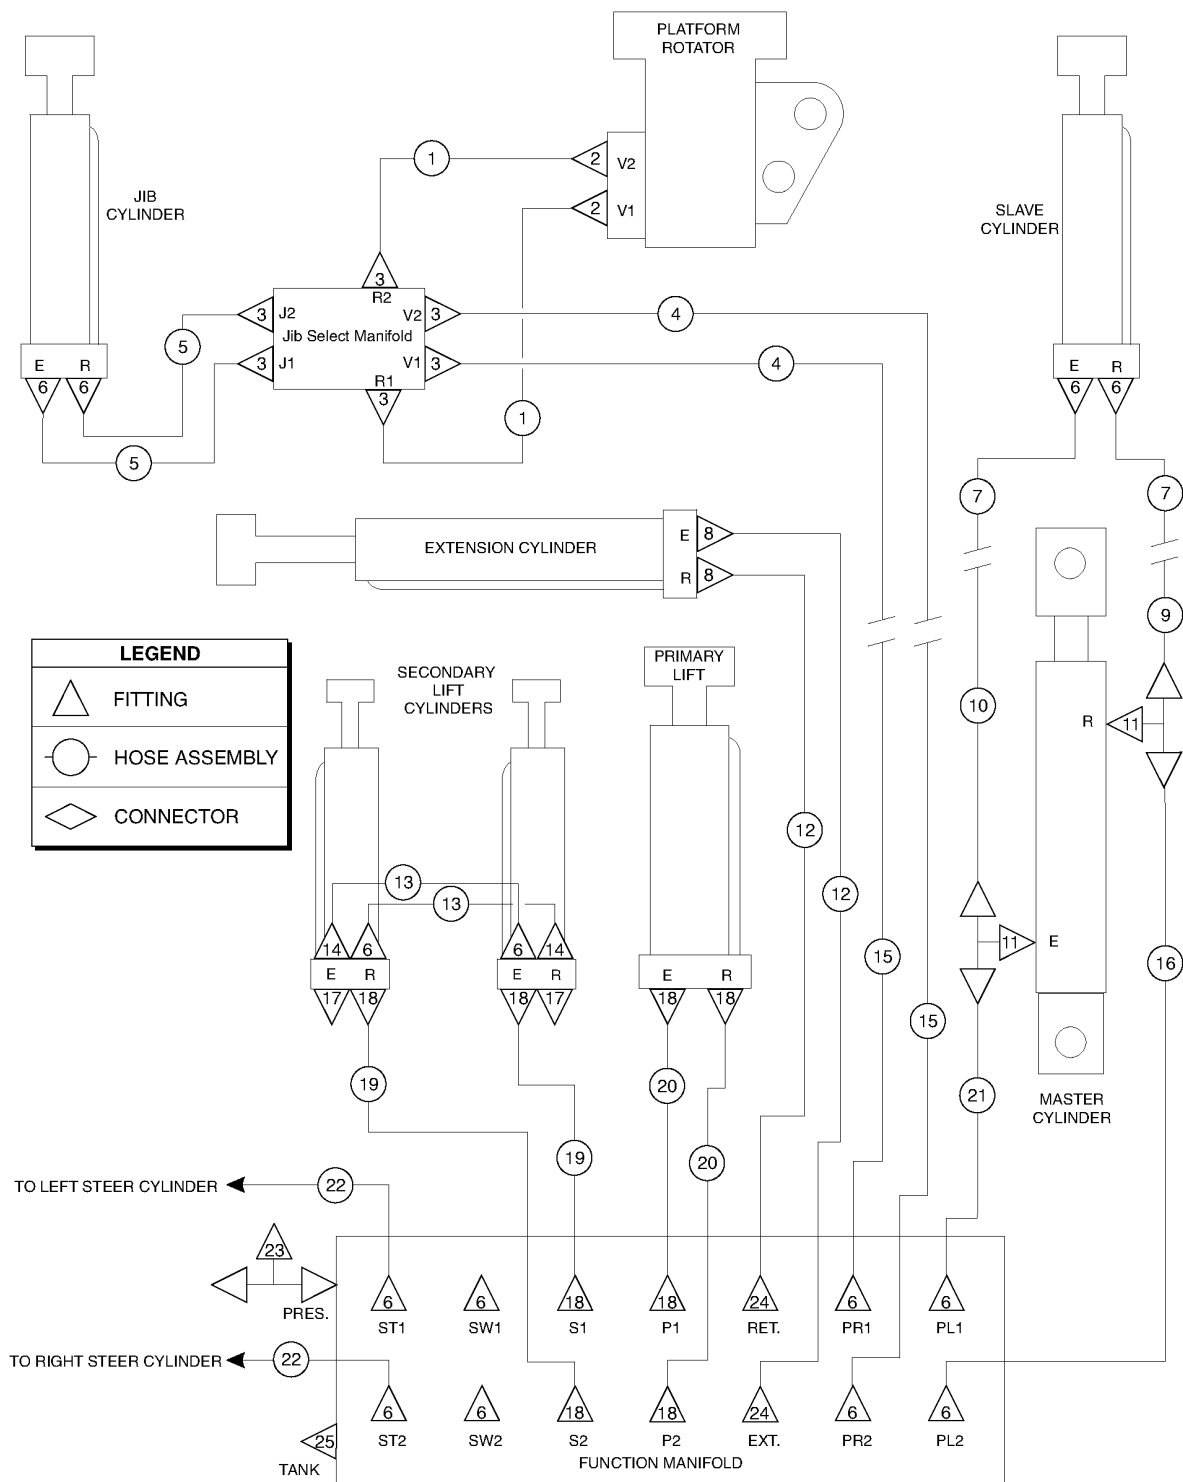 PLATFORM
ROTATOR
1
2
V2
2
V1
JIB
CYLINDER
SLAVE
CYLINDER
1
3
R2
3
J2
V2
3
4
Jib Select Manifold
5
3
J1
V1
3
4
R1
3
E
R
6
6
E
R
6
6
5
1
7
7
EXTENSION CYLINDER
E
8
R
8
9
LEGEND
FITTING
HOSE ASSEMBLY
CONNECTOR
SECONDARY
LIFT
CYLINDERS
PRIMARY
LIFT
10
R
11
12
12
13
13
14
6
6
14
E
R
E
R
E
R
17
18
18
17
18
18
15
15
11
E
16
19
20
21
MASTER
CYLINDER
19
20
TO LEFT STEER CYLINDER
22
23
PRES.
6
6
18
18
24
6
6
ST1
SW1
S1
P1
RET.
PR1
PL1
TO RIGHT STEER CYLINDER
22
6
6
18
18
24
6
6
ST2
SW2
S2
P2
EXT.
PR2
PL2
25
TANK
FUNCTION MANIFOLD